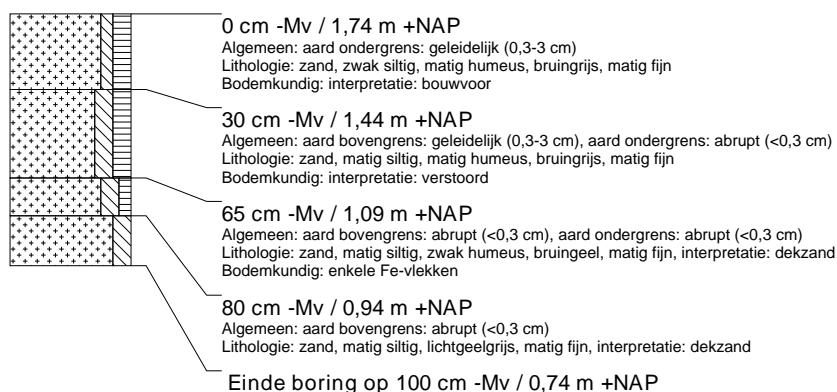 0 cm -Mv / 1,74 m +NAP
Algemeen: aard ondergrens: geleidelijk (0,3-3 cm)
Lithologie: zand, zwak siltig, matig humeus, bruingrijs, matig fijn
Bodemkundig: interpretatie: bouwvoor
30 cm -Mv / 1,44 m +NAP
Algemeen: aard bovengrens: geleidelijk (0,3-3 cm), aard ondergrens: abrupt (<0,3 cm)
Lithologie: zand, matig siltig, matig humeus, bruingrijs, matig fijn
Bodemkundig: interpretatie: verstoord
65 cm -Mv / 1,09 m +NAP
Algemeen: aard bovengrens: abrupt (<0,3 cm), aard ondergrens: abrupt (<0,3 cm)
Lithologie: zand, matig siltig, zwak humeus, bruingeel, matig fijn, interpretatie: dekzand
Bodemkundig: enkele Fe-vlekken
80 cm -Mv / 0,94 m +NAP
Algemeen: aard bovengrens: abrupt (<0,3 cm)
Lithologie: zand, matig siltig, lichtgeelgrijs, matig fijn, interpretatie: dekzand
Einde boring op 100 cm -Mv / 0,74 m +NAP